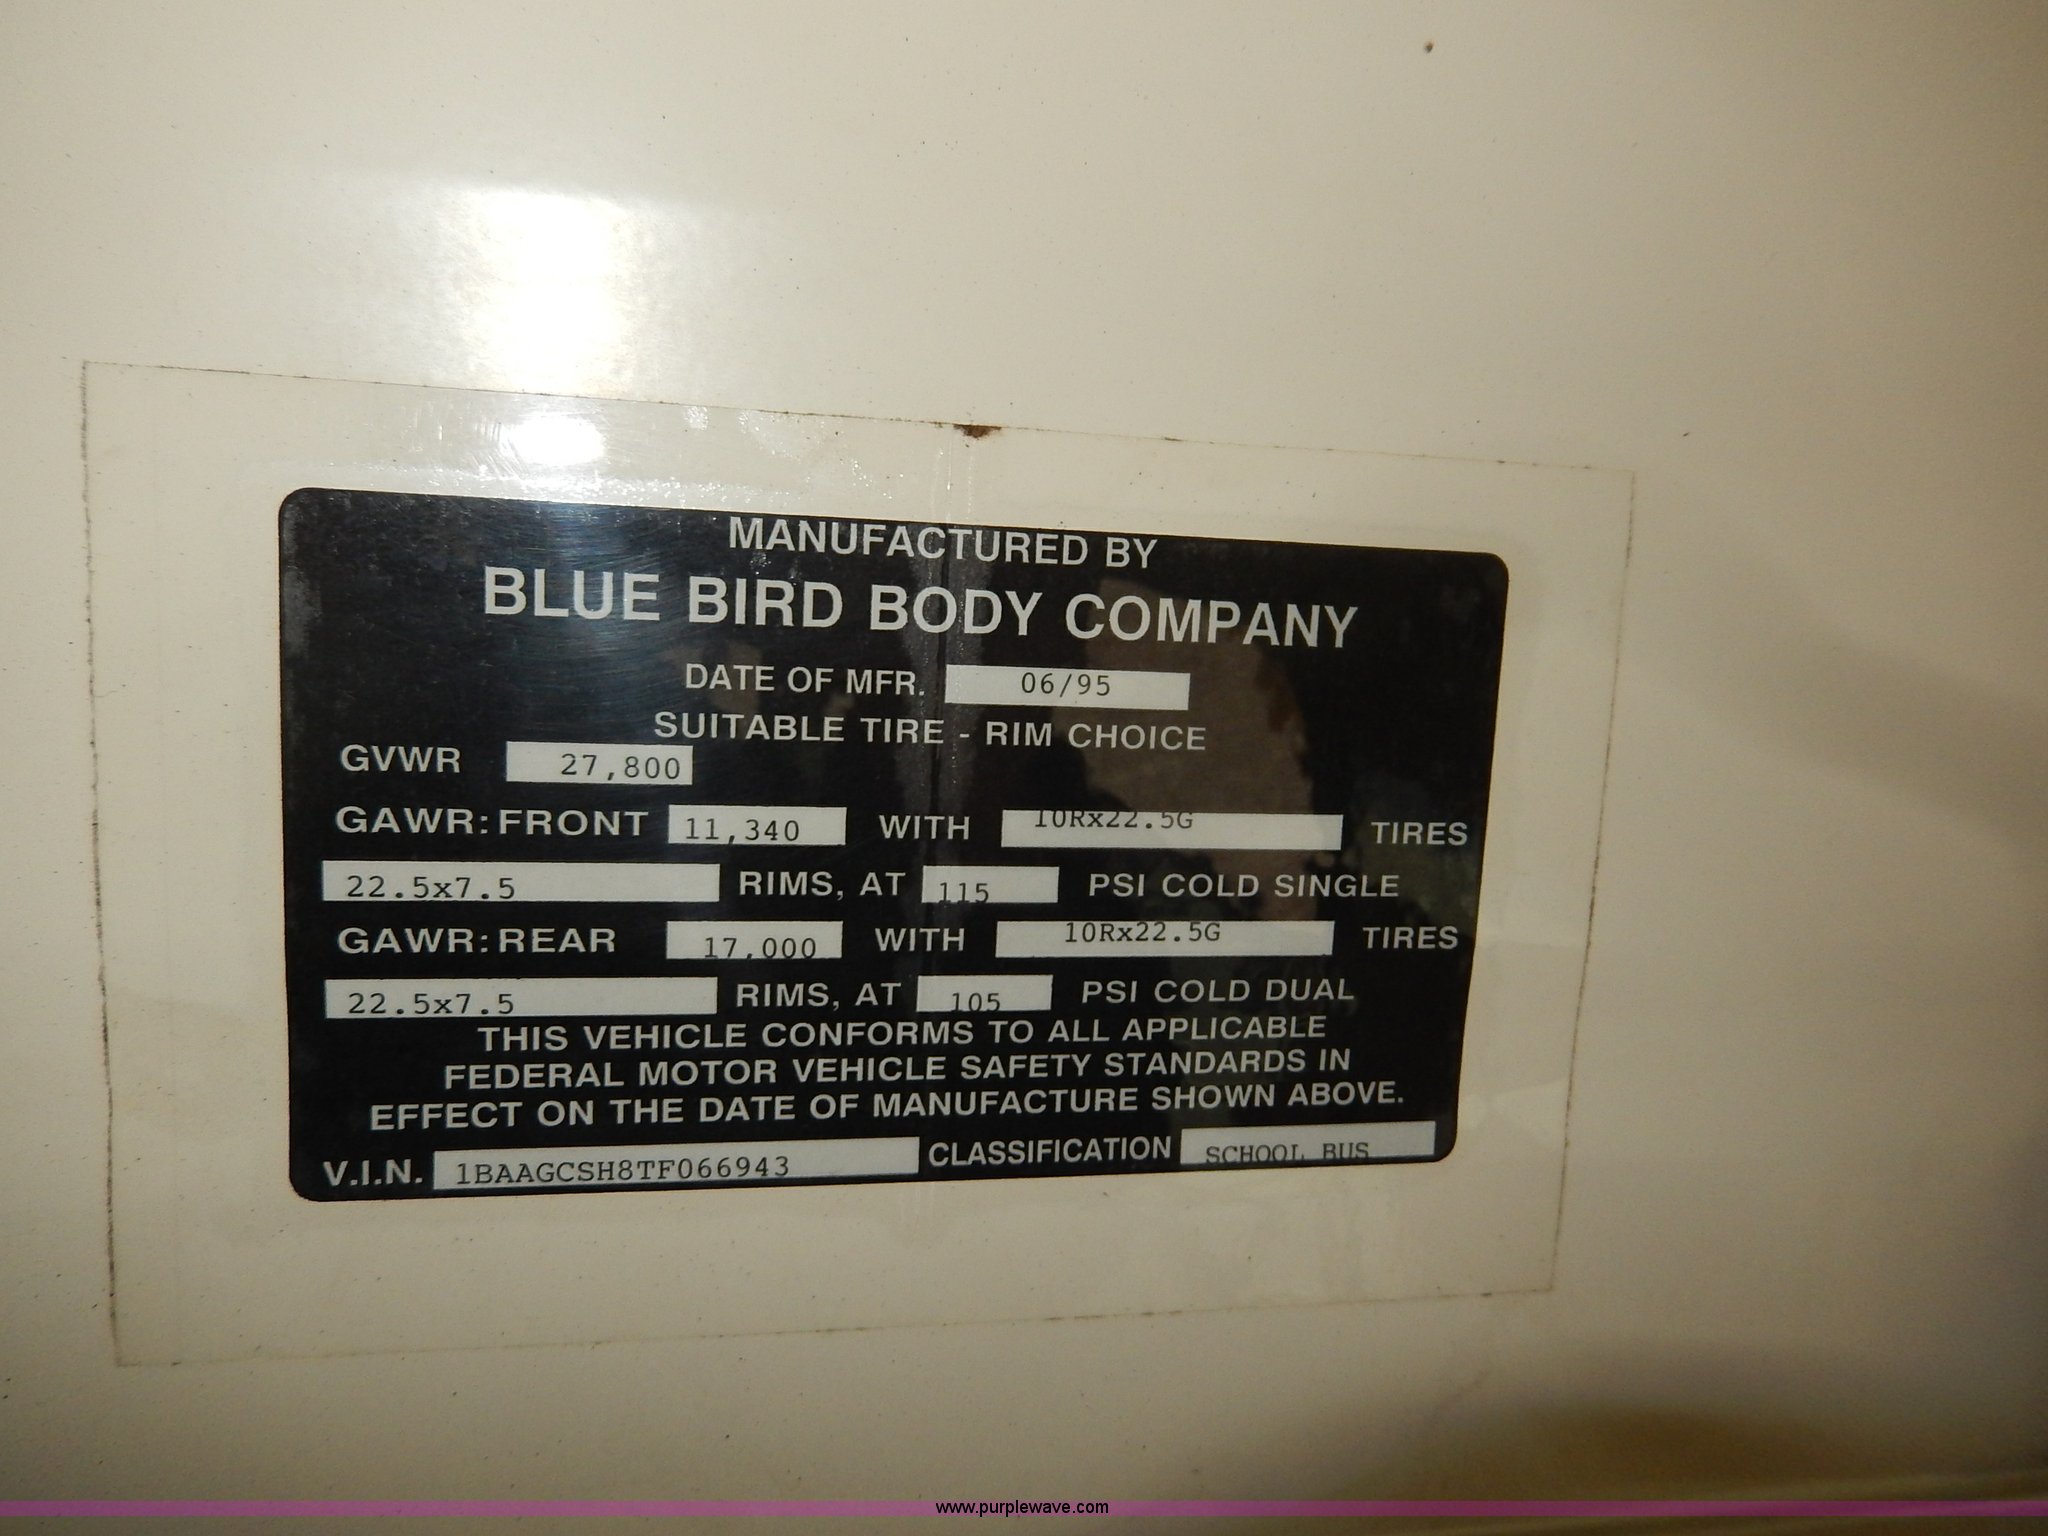 MANUFACTURED BY
BLUE BIRD BODY COMPANY
DATE OF MFR. 06/95
SUITABLE TIRE - RIM CHOICE
GVWR 27,800
GAWR: FRONT 11,340 WITH 10Rx22.5G TIRES
22.5x7.5 RIMS, AT 115 PSI COLD SINGLE
GAWR: REAR 17,000 WITH 10Rx22.5G TIRES
22.5x7.5 RIMS, AT 105 PSI COLD DUAL
THIS VEHICLE CONFORMS TO ALL APPLICABLE
FEDERAL MOTOR VEHICLE SAFETY STANDARDS IN
EFFECT ON THE DATE OF MANUFACTURE SHOWN ABOVE.
V.I.N. 1BAAGCSH8TF066943 CLASSIFICATION SCHOOL BUS
www.purplewave.com